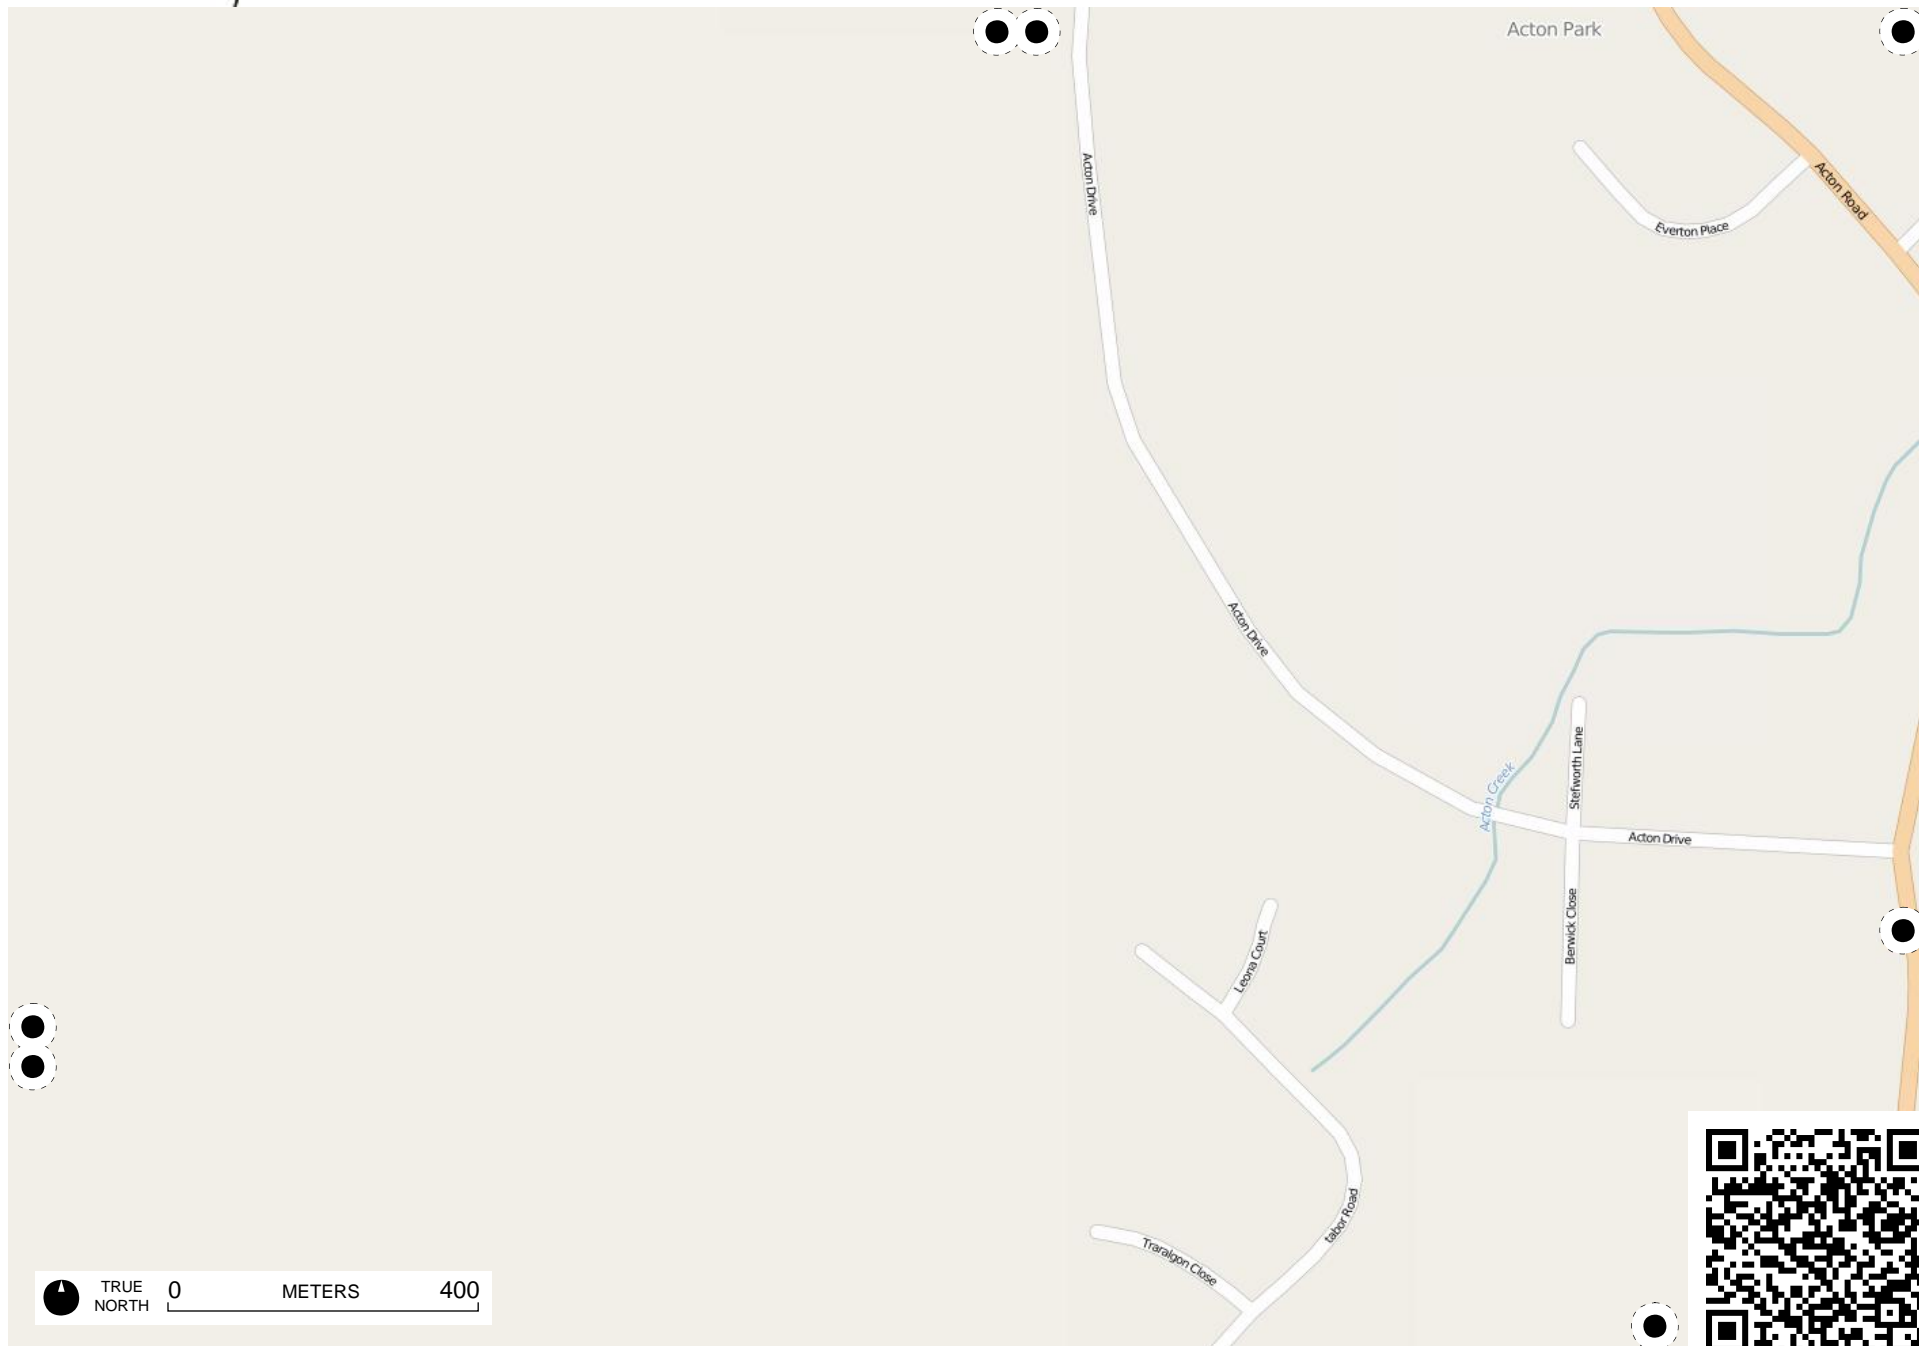 Acton Park
Acton Drive
Acton Road
Everton Place
Acton Drive
Stefworth Lane
Acton Creek
Acton Drive
Berwick Close
Leona Court
tabor Road
Traralgon Close
TRUE
NORTH
0 METERS 400